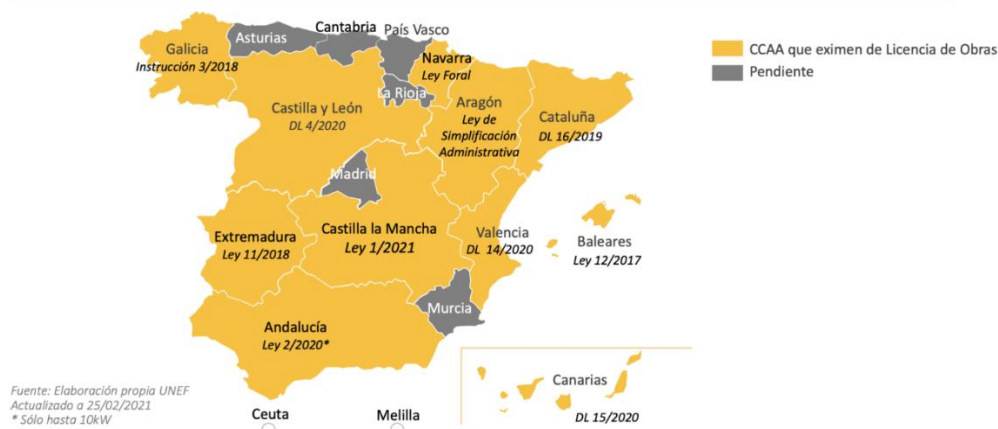 Cantabria
País Vasco
Asturias
Galicia
Instrucción 3/2018
Navarra
Ley Foral
La Rioja
Castilla y León
DL 4/2020
Aragón
Ley de
Simplificación
Administrativa
Cataluña
DL 16/2019
Madrid
Extremadura
Ley 11/2018
Castilla la Mancha
Ley 1/2021
Valencia
DL 14/2020
Baleares
Ley 12/2017
Murcia
Andalucía
Ley 2/2020*
Canarias
DL 15/2020
Ceuta
Melilla
CCAA que eximen de Licencia de Obras
Pendiente
Fuente: Elaboración propia UNEF
Actualizado a 25/02/2021
* Sólo hasta 10kW